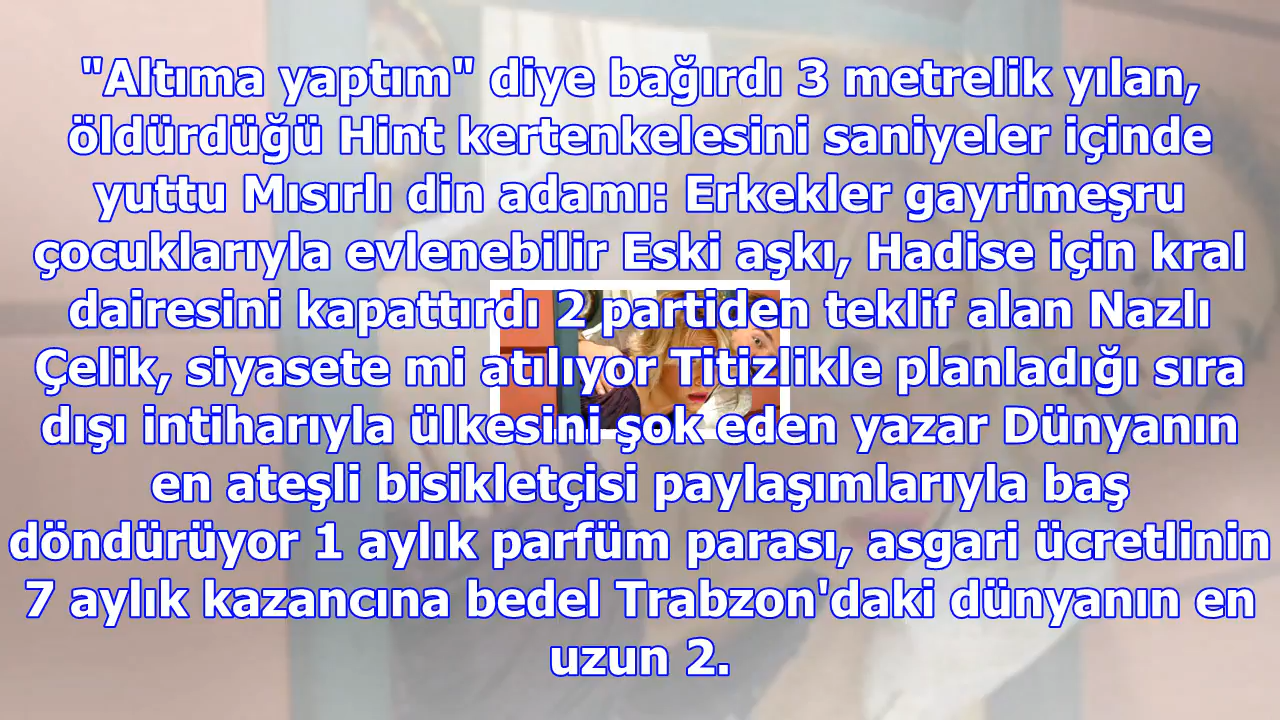 "Altıma yaptım" diye bağırdı 3 metrelik yılan,
öldürdüğü Hint kertenkelesini saniyeler içinde
yuttu Mısırlı din adamı: Erkekler gayrimeşru
çocuklarıyla evlenebilir Eski aşkı, Hadise için kral
dairesini kapattırdı 2 partiden teklif alan Nazlı
Çelik, siyasete mi atılıyor Titizlikle planladığı sıra
dışı intiharıyla ülkesini şok eden yazar Dünyanın
en ateşli bisikletçisi paylaşımlarıyla baş
döndürüyor 1 aylık parfüm parası, asgari ücretlinin
7 aylık kazancına bedel Trabzon'daki dünyanın en
uzun 2.